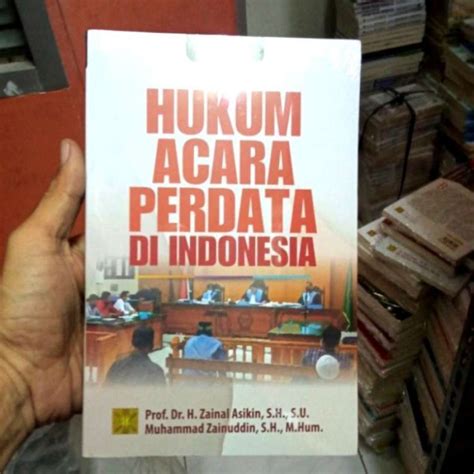 HUKUM
ACARA
PERDATA
DI INDONESIA
Prof. Dr. H. Zainal Asikin, S.H., S.U.
Muhammad Zainuddin, S.H., M.Hum.